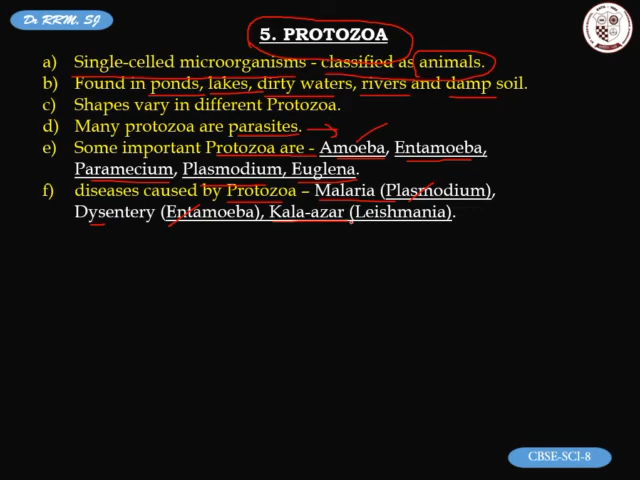 Dr RRM, SJ
5. PROTOZOA
a) Single-celled microorganisms - classified as animals.
b) Found in ponds, lakes, dirty waters, rivers and damp soil.
c) Shapes vary in different Protozoa.
d) Many protozoa are parasites.
e) Some important Protozoa are - Amoeba, Entamoeba,
Paramecium, Plasmodium, Euglena.
f) diseases caused by Protozoa – Malaria (Plasmodium),
Dysentery (Entamoeba), Kala-azar (Leishmania).
CBSE-SCI-8